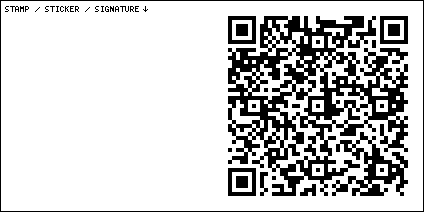 STAMP / STICKER / SIGNATURE ↓